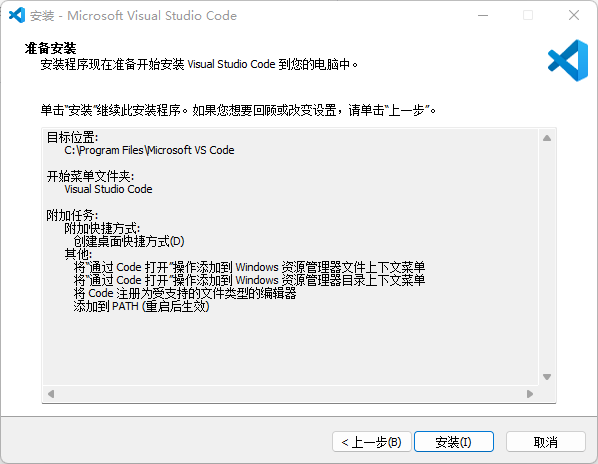 安装 - Microsoft Visual Studio Code
准备安装
安装程序现在准备开始安装 Visual Studio Code 到您的电脑中。
单击“安装”继续此安装程序。如果您想要回顾或改变设置，请单击“上一步”。
目标位置:
C:\Program Files\Microsoft VS Code
开始菜单文件夹:
Visual Studio Code
附加任务:
附加快捷方式:
创建桌面快捷方式(D)
其他:
将“通过 Code 打开”操作添加到 Windows 资源管理器文件上下文菜单
将“通过 Code 打开”操作添加到 Windows 资源管理器目录上下文菜单
将 Code 注册为受支持的文件类型的编辑器
添加到 PATH (重启后生效)
< 上一步(B) 安装(I) 取消